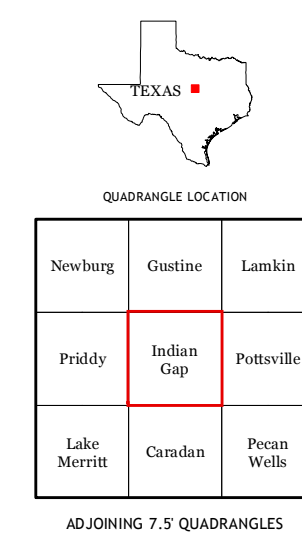 TEXAS
QUADRANGLE LOCATION
Newburg
Gustine
Lamkin
Priddy
Indian
Gap
Pottsville
Lake
Merritt
Caradan
Pecan
Wells
ADJOINING 7.5' QUADRANGLES